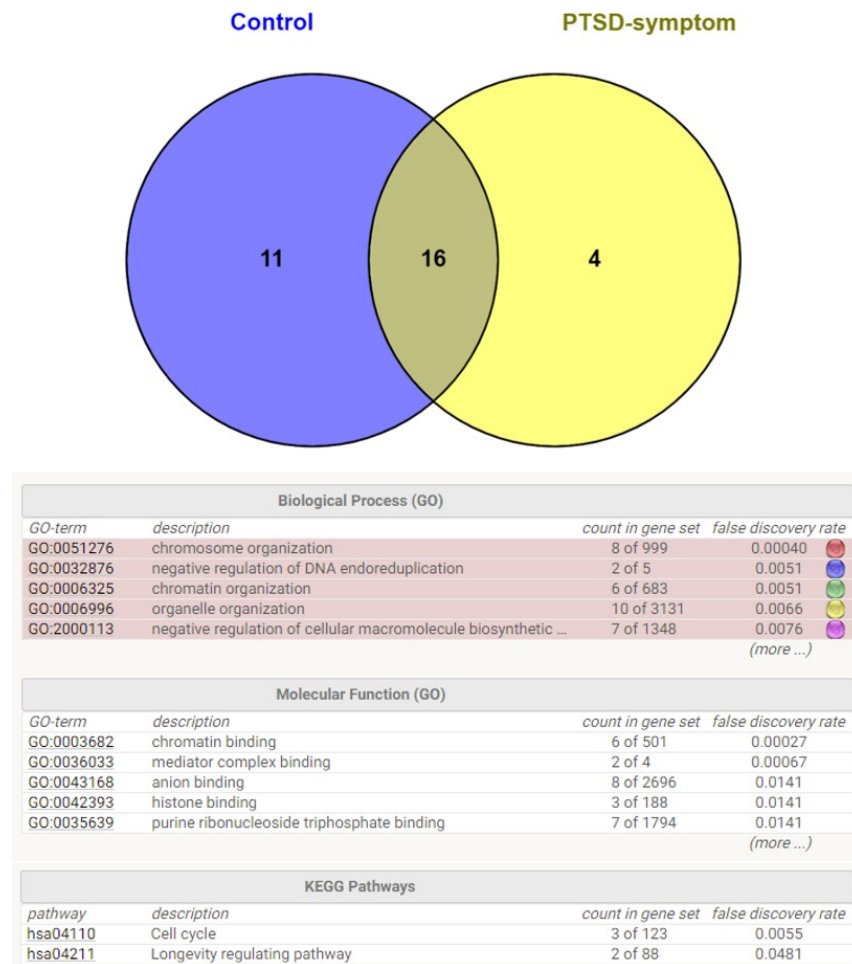 Control PTSD-symptom
11 16 4
Biological Process (GO)
GO-term description count in gene set false discovery rate
GO:0051276 chromosome organization 8 of 999 0.00040
GO:0032876 negative regulation of DNA endoreduplication 2 of 5 0.0051
GO:0006325 chromatin organization 6 of 683 0.0051
GO:0006996 organelle organization 10 of 3131 0.0066
GO:2000113 negative regulation of cellular macromolecule biosynthetic ... 7 of 1348 0.0076
(more ...)
Molecular Function (GO)
GO-term description count in gene set false discovery rate
GO:0003682 chromatin binding 6 of 501 0.00027
GO:0036033 mediator complex binding 2 of 4 0.00067
GO:0043168 anion binding 8 of 2696 0.0141
GO:0042393 histone binding 3 of 188 0.0141
GO:0035639 purine ribonucleoside triphosphate binding 7 of 1794 0.0141
(more ...)
KEGG Pathways
pathway description count in gene set false discovery rate
hsa04110 Cell cycle 3 of 123 0.0055
hsa04211 Longevity regulating pathway 2 of 88 0.0481